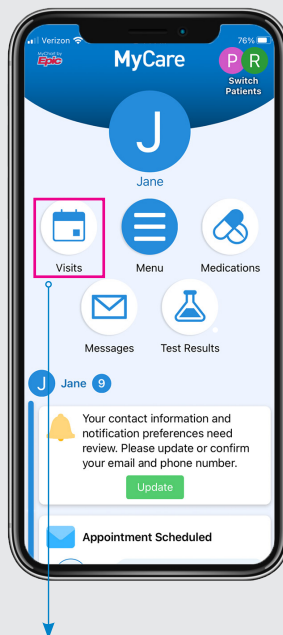 Verizon 76%
MyChart by
Epic
MyCare
P R
Switch
Patients
J
Jane
Visits Menu Medications
Messages Test Results
J Jane 9
Your contact information and
notification preferences need
review. Please update or confirm
your email and phone number.
Update
Appointment Scheduled